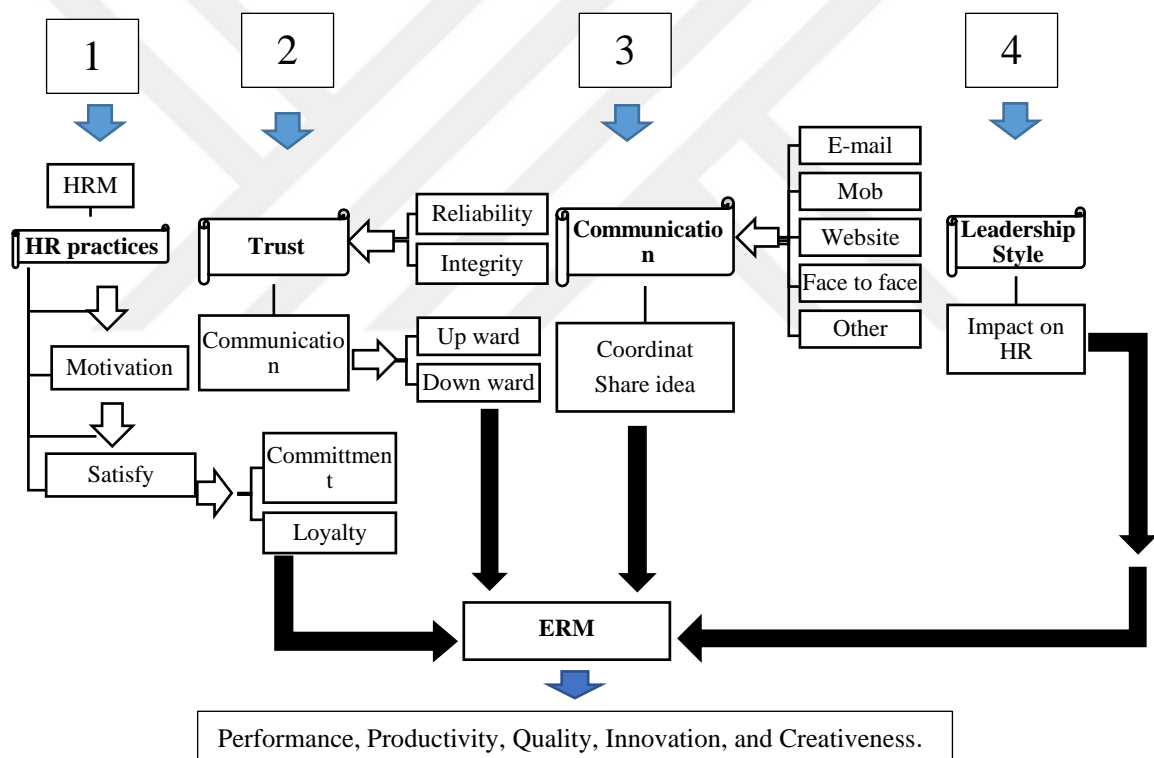 1
2
3
4
HRM
HR practices
Motivation
Satisfy
Committmen
t
Loyalty
Trust
Reliability
Integrity
Communicatio
n
Up ward
Down ward
Communicatio
n
E-mail
Mob
Website
Face to face
Other
Coordinat
Share idea
Leadership
Style
Impact on
HR
ERM
Performance, Productivity, Quality, Innovation, and Creativeness.